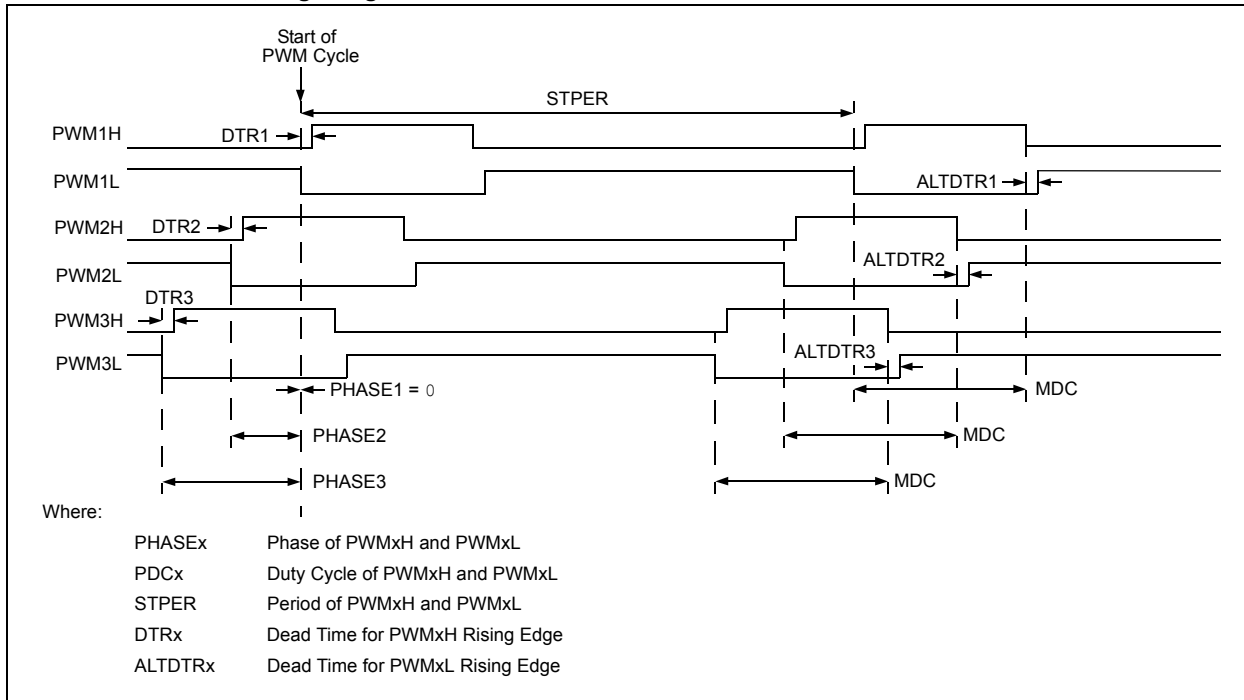 Start of
PWM Cycle
STPER
PWM1H
DTR1
PWM1L
ALTDTR1
PWM2H
DTR2
ALTDTR2
PWM2L
DTR3
PWM3H
ALTDTR3
PWM3L
PHASE1 = 0
MDC
PHASE2
MDC
PHASE3
MDC
Where:
PHASEx Phase of PWMxH and PWMxL
PDCx Duty Cycle of PWMxH and PWMxL
STPER Period of PWMxH and PWMxL
DTRx Dead Time for PWMxH Rising Edge
ALTDTRx Dead Time for PWMxL Rising Edge